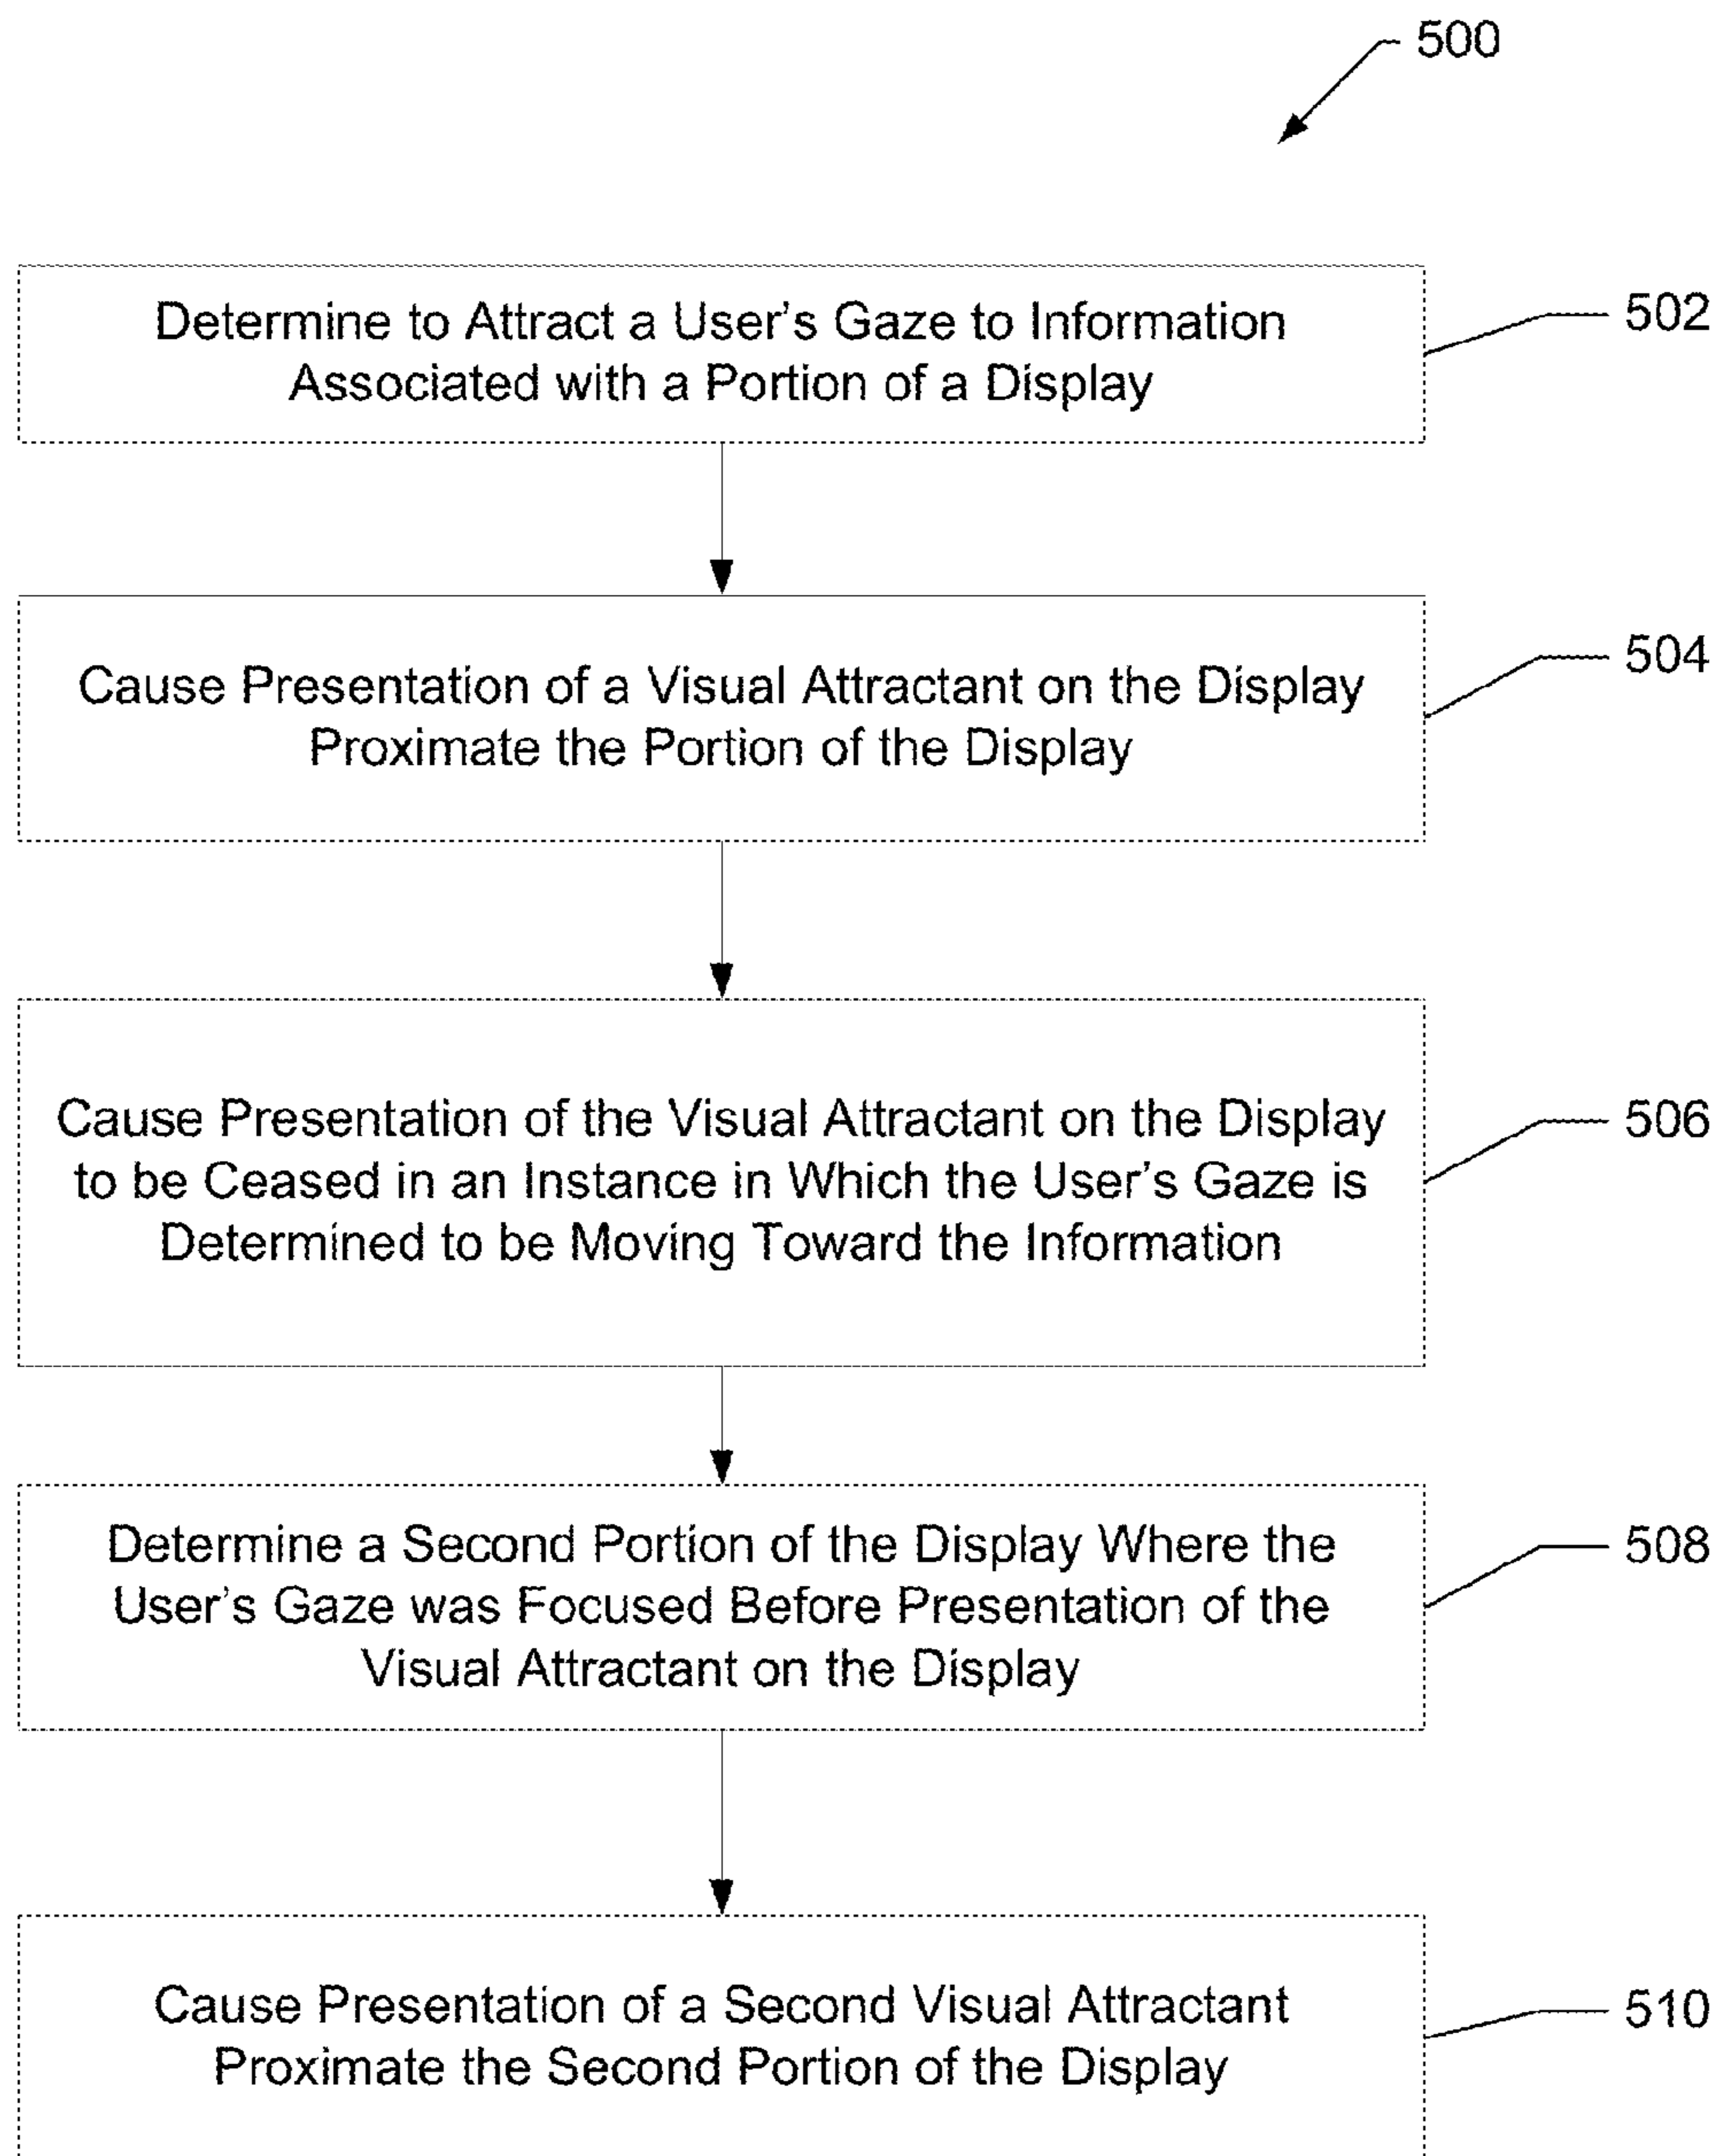 500
Determine to Attract a User's Gaze to Information
Associated with a Portion of a Display
502
Cause Presentation of a Visual Attractant on the Display
Proximate the Portion of the Display
504
Cause Presentation of the Visual Attractant on the Display
to be Ceased in an Instance in Which the User's Gaze is
Determined to be Moving Toward the Information
506
Determine a Second Portion of the Display Where the
User's Gaze was Focused Before Presentation of the
Visual Attractant on the Display
508
Cause Presentation of a Second Visual Attractant
Proximate the Second Portion of the Display
510